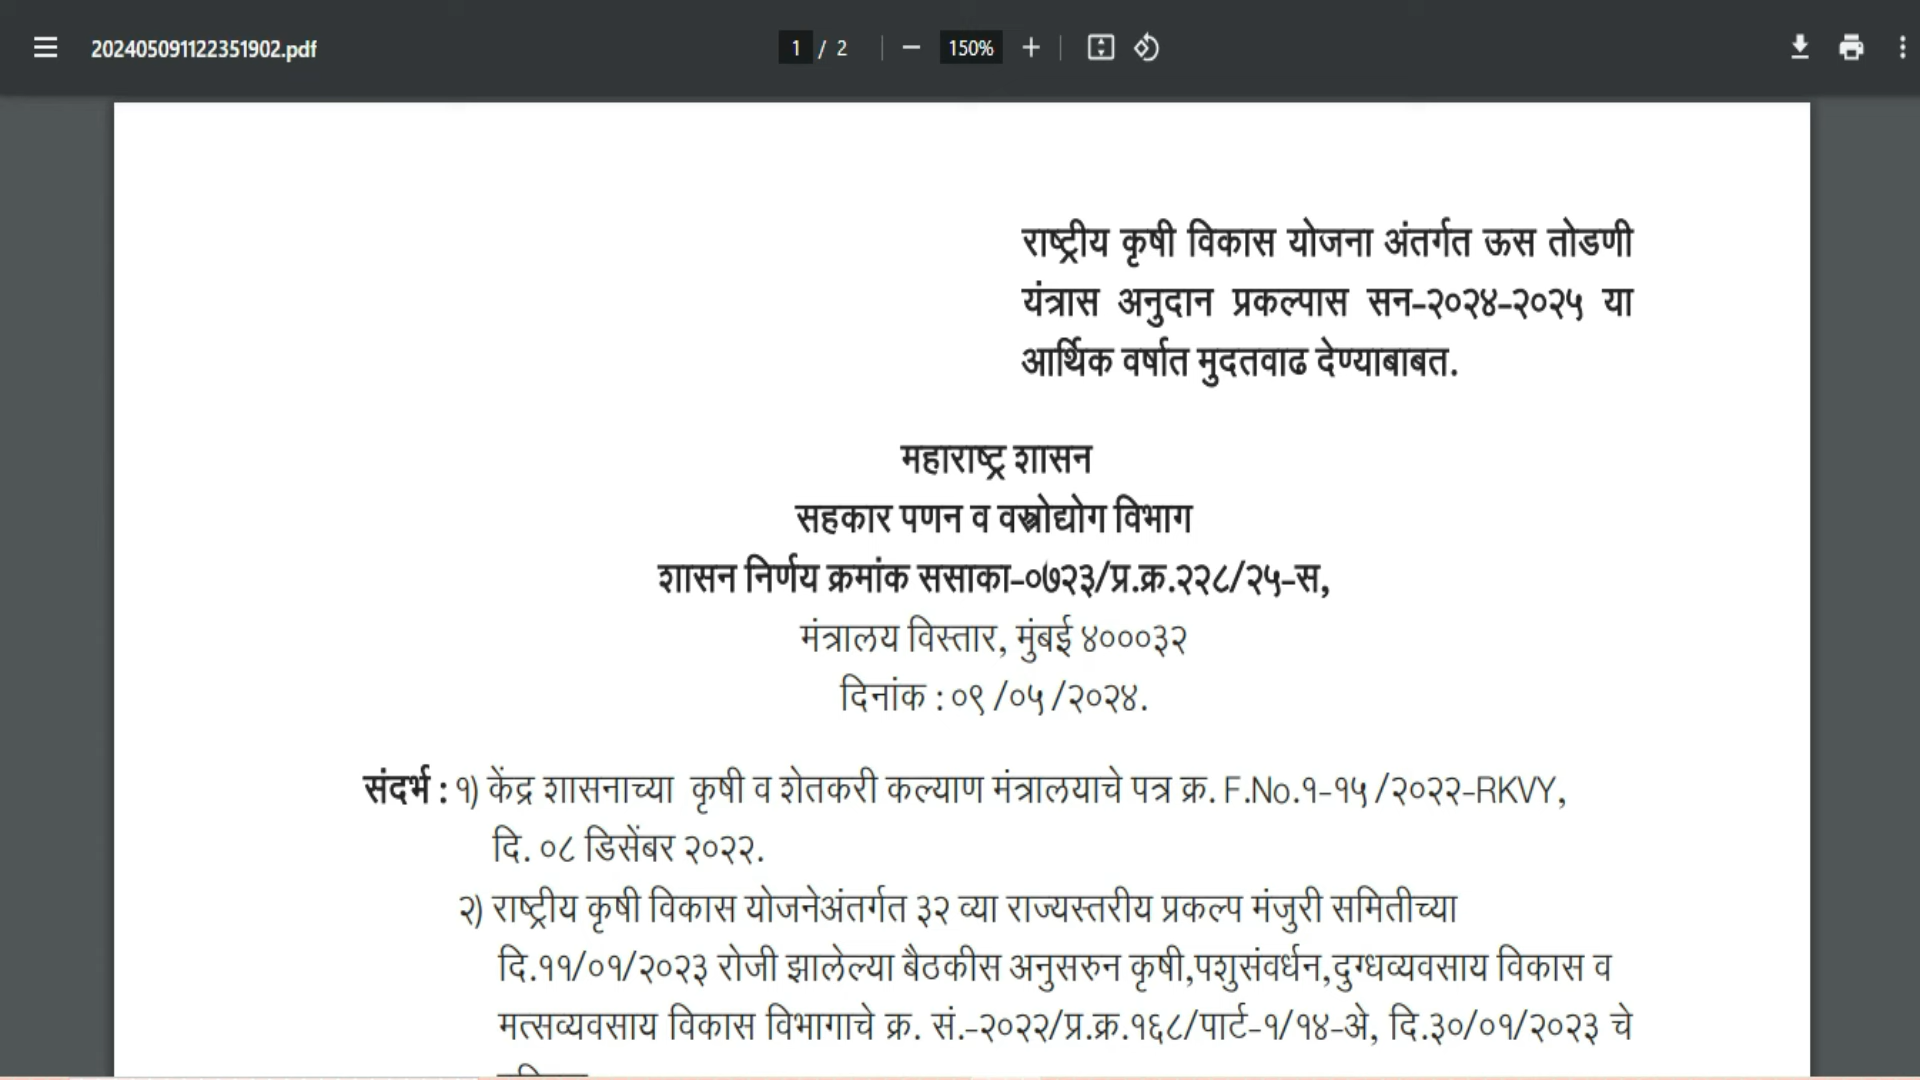 202405091122351902.pdf
1 / 2
150%
राष्ट्रीय कृषी विकास योजना अंतर्गत ऊस तोडणी
यंत्रास अनुदान प्रकल्पास सन-२०२४-२०२५ या
आर्थिक वर्षात मुदतवाढ देण्याबाबत.
महाराष्ट्र शासन
सहकार पणन व वस्त्रोद्योग विभाग
शासन निर्णय क्रमांक ससाका-०७२३/प्र.क्र.२२८/२५-स,
मंत्रालय विस्तार, मुंबई ४०००३२
दिनांक : ०९ /०५ /२०२४.
संदर्भ : १) केंद्र शासनाच्या कृषी व शेतकरी कल्याण मंत्रालयाचे पत्र क्र. F.No.१-१५ /२०२२-RKVY,
दि. ०८ डिसेंबर २०२२.
२) राष्ट्रीय कृषी विकास योजनेअंतर्गत ३२ व्या राज्यस्तरीय प्रकल्प मंजुरी समितीच्या
दि.११/०१/२०२३ रोजी झालेल्या बैठकीस अनुसरुन कृषी,पशुसंवर्धन,दुग्धव्यवसाय विकास व
मत्सव्यवसाय विकास विभागाचे क्र. सं.-२०२२/प्र.क्र.१६८/पार्ट-१/१४-अे, दि.३०/०१/२०२३ चे